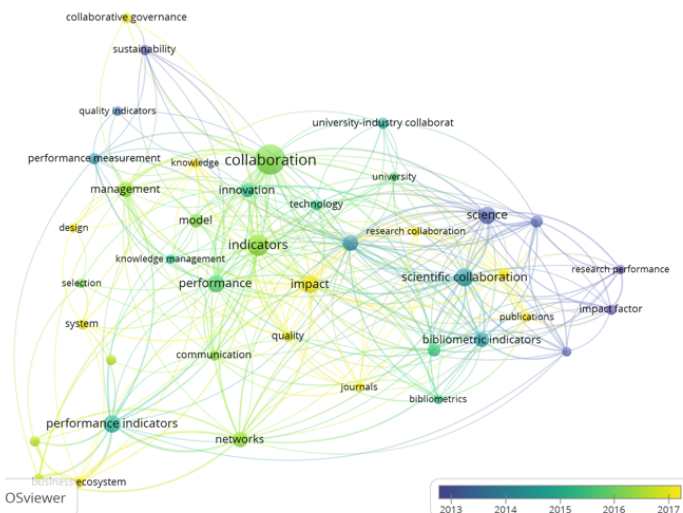 collaborative governance
sustainability
quality indicators
university-industry collaborat
performance measurement
knowledge
collaboration
management
innovation
university
technology
model
science
design
research collaboration
indicators
knowledge management
research performance
selection
performance
impact
scientific collaboration
impact factor
system
publications
quality
bibliometric indicators
communication
journals
bibliometrics
performance indicators
networks
business ecosystem
OSviewer
2013 2014 2015 2016 2017